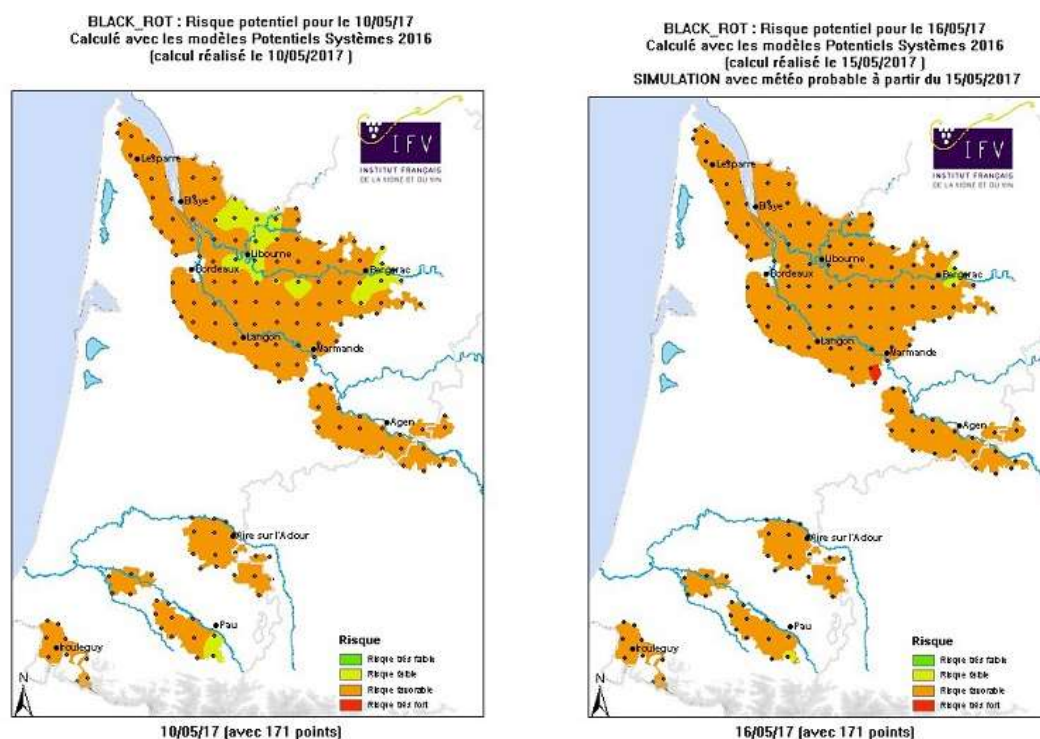 BLACK_ROT : Risque potentiel pour le 10/05/17
Calculé avec les modèles Potentiels Systèmes 2016
(calcul réalisé le 10/05/2017 )
IFV
INSTITUT FRANÇAIS
DE LA VIGNE ET DU VIN
Lesparre
Blaye
Libourne
Bordeaux
Bergerac
Langon
Marmande
Agen
Aire sur l'Adour
Pau
Irouleguy
N
Risque
Risque très faible
Risque faible
Risque favorable
Risque très fort
10/05/17 (avec 171 points)
BLACK_ROT : Risque potentiel pour le 16/05/17
Calculé avec les modèles Potentiels Systèmes 2016
(calcul réalisé le 15/05/2017 )
SIMULATION avec météo probable à partir du 15/05/2017
IFV
INSTITUT FRANÇAIS
DE LA VIGNE ET DU VIN
Lesparre
Blaye
Libourne
Bordeaux
Bergerac
Langon
Marmande
Agen
Aire sur l'Adour
Pau
Irouleguy
N
Risque
Risque très faible
Risque faible
Risque favorable
Risque très fort
16/05/17 (avec 171 points)